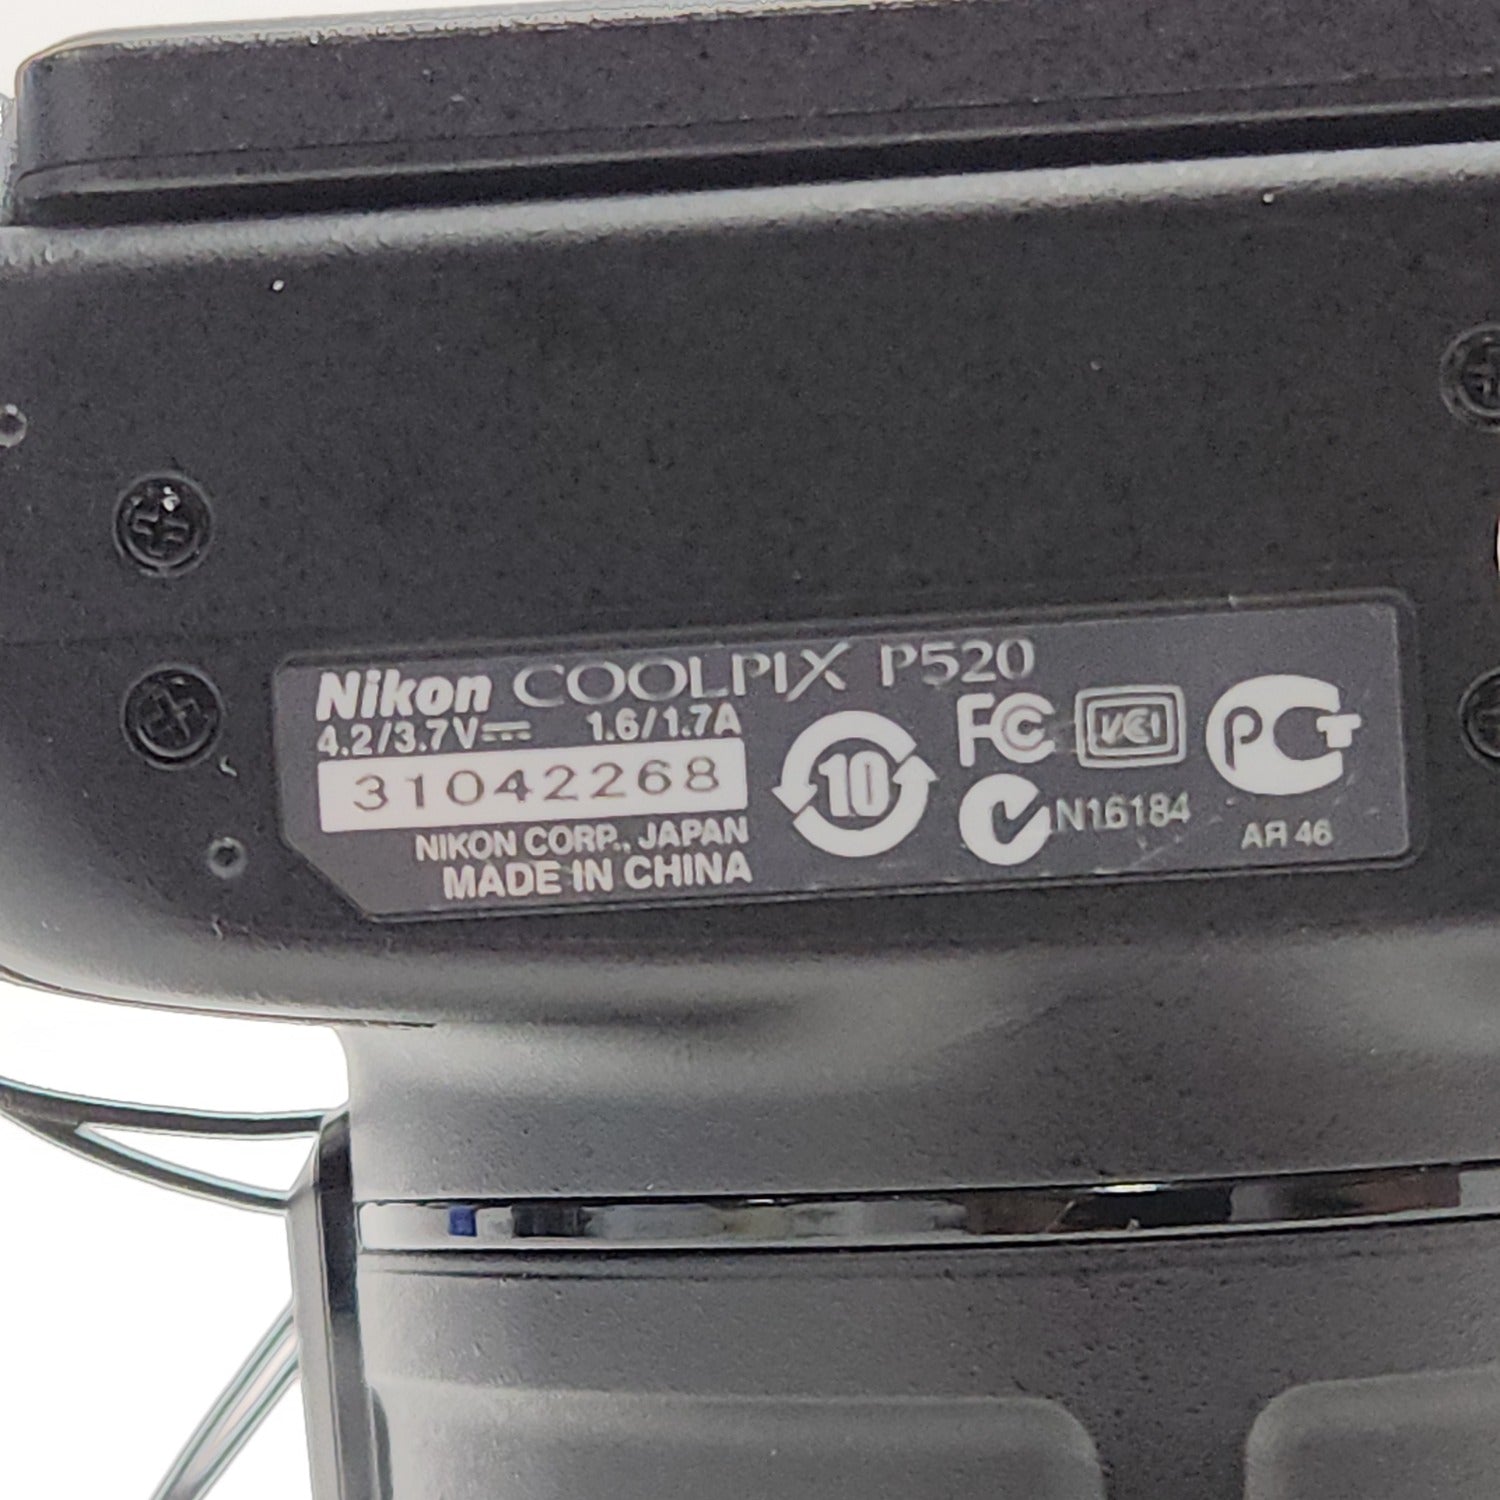 Nikon COOLPIX P520
4.2/3.7V⎓ 1.6/1.7A
31042268
NIKON CORP., JAPAN
MADE IN CHINA
10
FC
VCI
N16184
PCT
AR 46